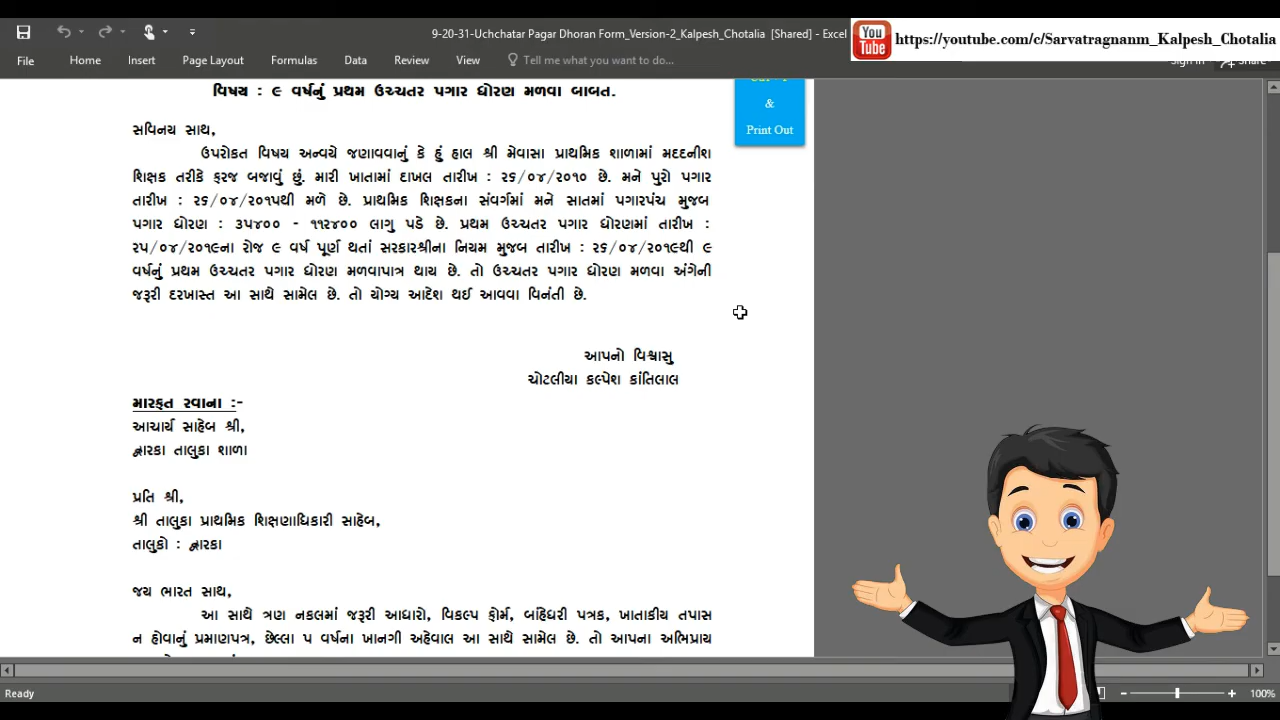 9-20-31-Uchchatar Pagar Dhoran Form_Version-2_Kalpesh_Chotalia [Shared] - Excel
https://youtube.com/c/Sarvatragnanm_Kalpesh_Chotalia
You
Tube
File Home Insert Page Layout Formulas Data Review View Tell me what you want to do... Sign in Share
વિષય : ૯ વર્ષનું પ્રથમ ઉચ્ચતર પગાર ધોરણ મળવા બાબત.
&
Print Out
સવિનય સાથ,
ઉપરોકત વિષય અન્વયે જણાવવાનું કે હું હાલ શ્રી મેવાસા પ્રાથમિક શાળામાં મદદનીશ
શિક્ષક તરીકે ફરજ બજાવું છું. મારી ખાતામાં દાખલ તારીખ : ૨૬/૦૪/૨૦૧૦ છે. મને પુરો પગાર
તારીખ : ૨૬/૦૪/૨૦૧૫થી મળે છે. પ્રાથમિક શિક્ષકના સંવર્ગમાં મને સાતમાં પગારપંચ મુજબ
પગાર ધોરણ : ૩૫૪૦૦ - ૧૧૨૪૦૦ લાગુ પડે છે. પ્રથમ ઉચ્ચતર પગાર ધોરણમાં તારીખ :
૨૫/૦૪/૨૦૧૯ના રોજ ૯ વર્ષ પૂર્ણ થતાં સરકારશ્રીના નિયમ મુજબ તારીખ : ૨૬/૦૪/૨૦૧૯થી ૯
વર્ષનું પ્રથમ ઉચ્ચતર પગાર ધોરણ મળવાપાત્ર થાય છે. તો ઉચ્ચતર પગાર ધોરણ મળવા અંગેની
જરૂરી દરખાસ્ત આ સાથે સામેલ છે. તો યોગ્ય આદેશ થઈ આવવા વિનંતી છે.
આપનો વિશ્વાસુ
ચોટલીયા કલ્પેશ કાંતિલાલ
મારફત રવાના :-
આચાર્ય સાહેબ શ્રી,
દ્વારકા તાલુકા શાળા
પ્રતિ શ્રી,
શ્રી તાલુકા પ્રાથમિક શિક્ષણાધિકારી સાહેબ,
તાલુકો : દ્વારકા
જય ભારત સાથ,
આ સાથે ત્રણ નકલમાં જરૂરી આધારો, વિકલ્પ ફોર્મ, બાંહેધરી પત્રક, ખાતાકીય તપાસ
ન હોવાનું પ્રમાણપત્ર, છેલ્લા ૫ વર્ષના ખાનગી અહેવાલ આ સાથે સામેલ છે. તો આપના અભિપ્રાય
Ready 100%